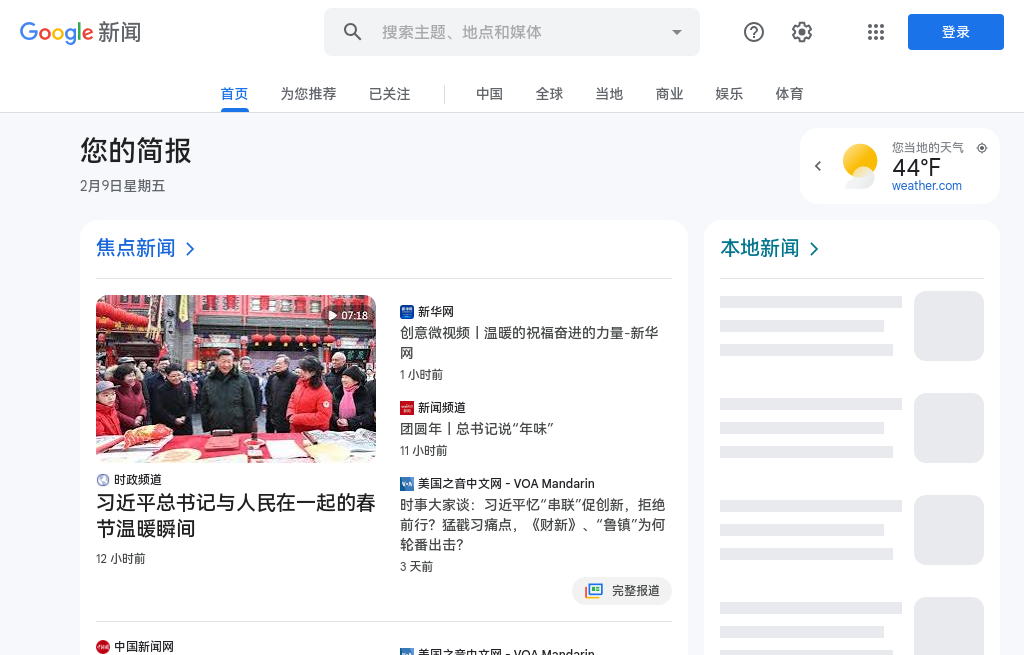 Google 新闻
搜索主题、地点和媒体
登录
首页
为您推荐
已关注
中国
全球
当地
商业
娱乐
体育
您的简报
2月9日星期五
您当地的天气
44°F
weather.com
焦点新闻
07:18
时政频道
习近平总书记与人民在一起的春
节温暖瞬间
12 小时前
新华网
创意微视频丨温暖的祝福奋进的力量-新华
网
1 小时前
新闻频道
团圆年丨总书记说“年味”
11 小时前
美国之音中文网 - VOA Mandarin
时事大家谈：习近平忆“串联”促创新，拒绝
前行？猛戳习痛点，《财新》、“鲁镇”为何
轮番出击？
3 天前
完整报道
中国新闻网
美国之音中文网 - VOA Mandarin
本地新闻